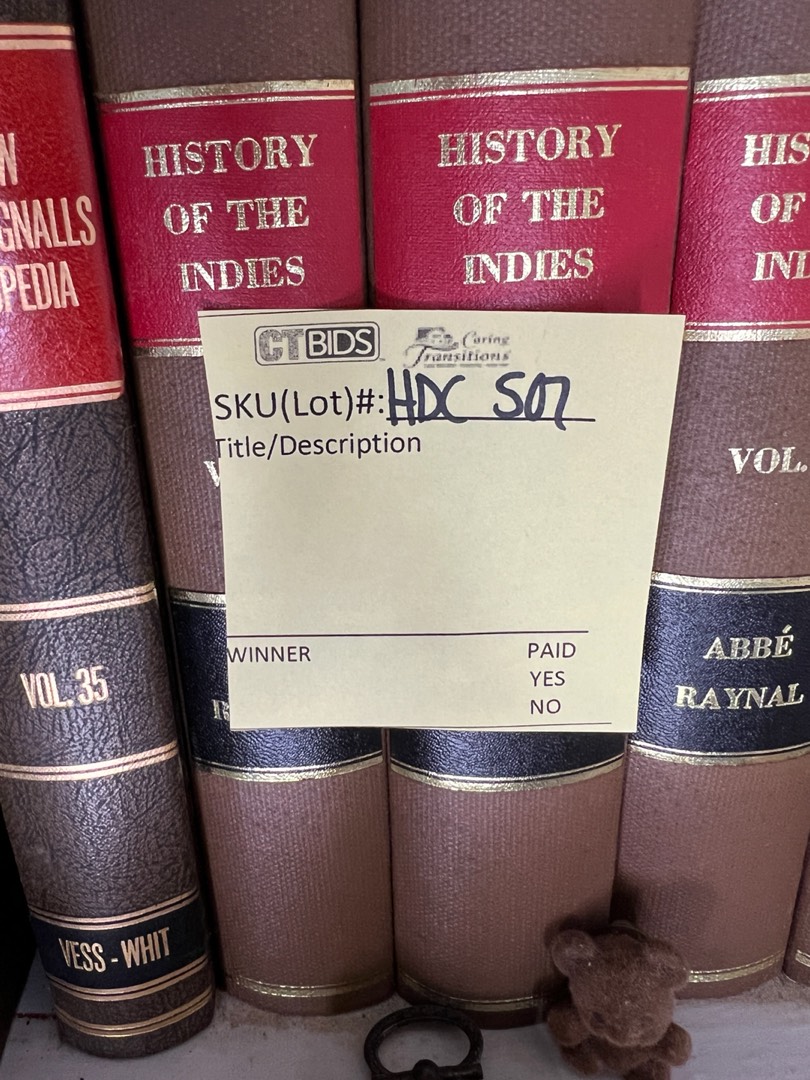 W
GNALLS
PEDIA
VOL. 35
VESS - WHIT
HISTORY
OF THE
INDIES
HISTORY
OF THE
INDIES
HIS
OF
IND
VOL.
ABBÉ
RAYNAL
CTBIDS
Caring
Transitions
SKU(Lot)#: HDC 507
Title/Description
WINNER
PAID
YES
NO